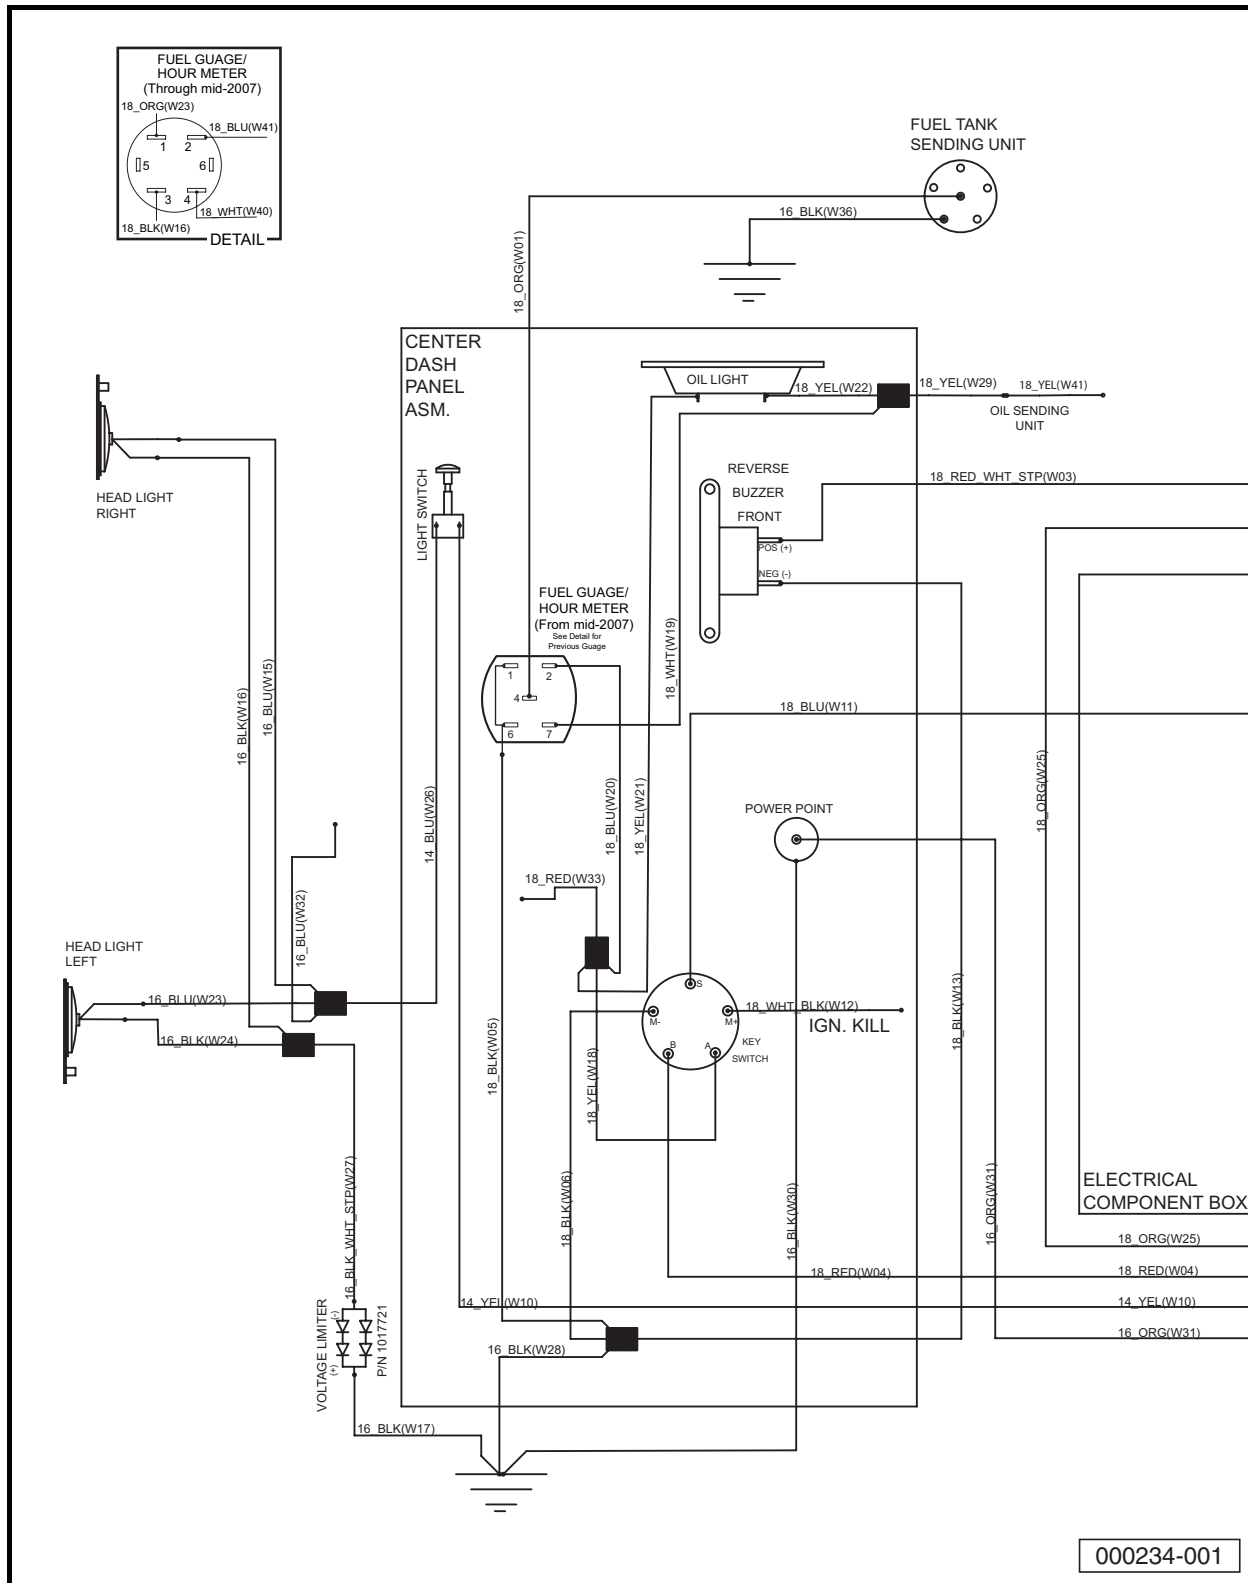 FUEL GUAGE/
HOUR METER
(Through mid-2007)
18_ORG(W23)
18_BLU(W41)
1
2
5
6
3
4
18_WHT(W40)
18_BLK(W16)
DETAIL
FUEL TANK
SENDING UNIT
16_BLK(W36)
18_ORG(W01)
CENTER
DASH
PANEL
ASM.
OIL LIGHT
18_YEL(W22)
18_YEL(W29)
18_YEL(W41)
OIL SENDING
UNIT
HEAD LIGHT
RIGHT
LIGHT SWITCH
REVERSE
BUZZER
FRONT
POS (+)
NEG (-)
18_RED_WHT_STP(W03)
FUEL GUAGE/
HOUR METER
(From mid-2007)
See Detail for
Previous Guage
1
2
4
6
7
18_WHT(W19)
18_BLU(W11)
16_BLK(W16)
16_BLU(W15)
14_BLU(W26)
18_BLU(W20)
18_YEL(W21)
18_ORG(W25)
POWER POINT
18_RED(W33)
16_BLU(W32)
HEAD LIGHT
LEFT
16_BLU(W23)
16_BLK(W24)
S
M-
M+
B
A
KEY
SWITCH
18_WHT_BLK(W12)
IGN. KILL
18_BLK(W13)
18_BLK(W05)
18_YEL(W18)
18_BLK(W06)
16_BLK(W30)
16_ORG(W31)
ELECTRICAL
COMPONENT BOX
18_ORG(W25)
18_RED(W04)
18_RED(W04)
14_YEL(W10)
14_YEL(W10)
16_ORG(W31)
16_BLK_WHT_STP(W27)
VOLTAGE LIMITER
(-)
(+)
P/N 1017721
16_BLK(W28)
16_BLK(W17)
000234-001